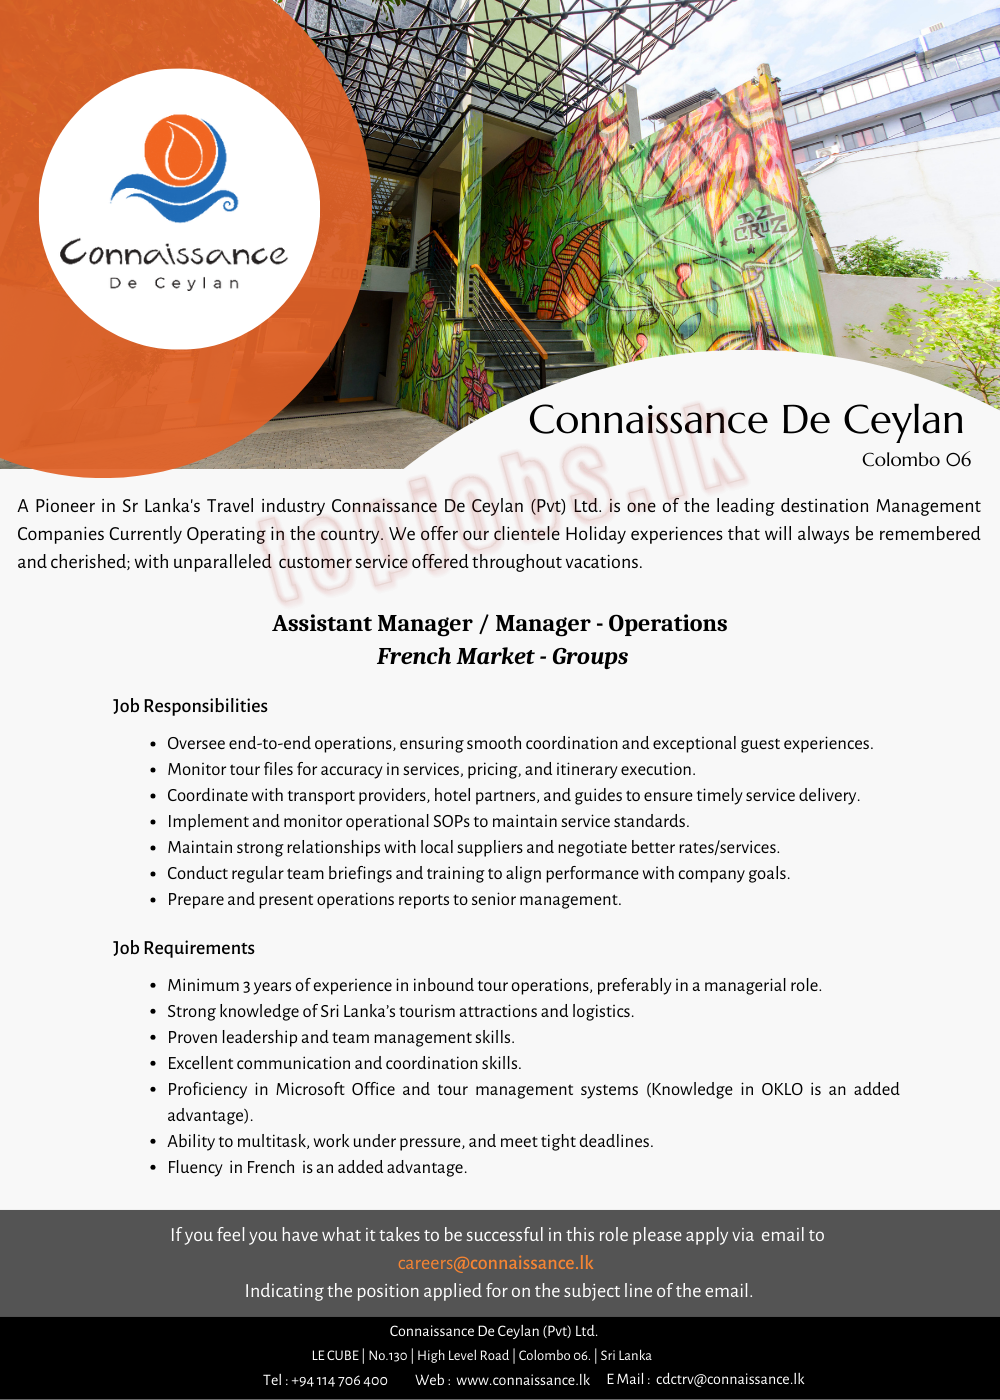 Connaissance
De Ceylan
DZ
CRUZ
Connaissance De Ceylan
Colombo 06
topjobs.lk
A Pioneer in Sr Lanka's Travel industry Connaissance De Ceylan (Pvt) Ltd. is one of the leading destination Management
Companies Currently Operating in the country. We offer our clientele Holiday experiences that will always be remembered
and cherished; with unparalleled customer service offered throughout vacations.
Assistant Manager / Manager - Operations
French Market - Groups
Job Responsibilities
• Oversee end-to-end operations, ensuring smooth coordination and exceptional guest experiences.
• Monitor tour files for accuracy in services, pricing, and itinerary execution.
• Coordinate with transport providers, hotel partners, and guides to ensure timely service delivery.
• Implement and monitor operational SOPs to maintain service standards.
• Maintain strong relationships with local suppliers and negotiate better rates/services.
• Conduct regular team briefings and training to align performance with company goals.
• Prepare and present operations reports to senior management.
Job Requirements
• Minimum 3 years of experience in inbound tour operations, preferably in a managerial role.
• Strong knowledge of Sri Lanka's tourism attractions and logistics.
• Proven leadership and team management skills.
• Excellent communication and coordination skills.
• Proficiency in Microsoft Office and tour management systems (Knowledge in OKLO is an added
advantage).
• Ability to multitask, work under pressure, and meet tight deadlines.
• Fluency in French is an added advantage.
If you feel you have what it takes to be successful in this role please apply via email to
careers@connaissance.lk
Indicating the position applied for on the subject line of the email.
Connaissance De Ceylan (Pvt) Ltd.
LE CUBE | No.130 | High Level Road | Colombo 06. | Sri Lanka
Tel : +94 114 706 400 Web : www.connaissance.lk E Mail : cdctrv@connaissance.lk